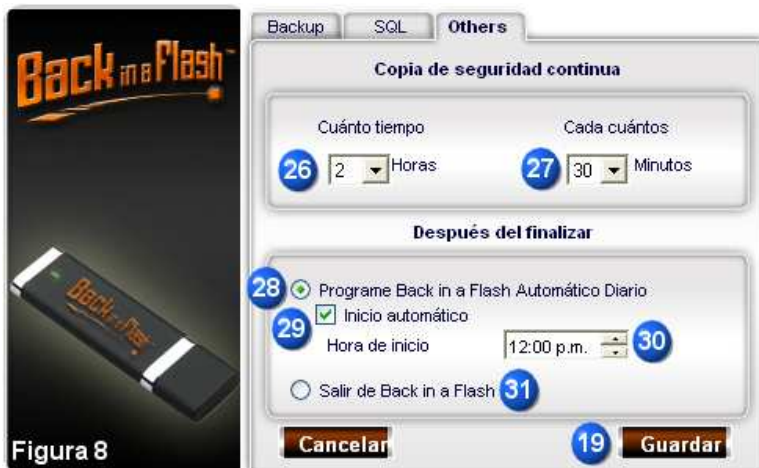 Back in a Flash™
Back in a Flash
Figura 8
Backup SQL Others
Copia de seguridad continua
Cuánto tiempo Cada cuántos
26 2 Horas 27 30 Minutos
Después del finalizar
28 Programe Back in a Flash Automático Diario
29 Inicio automático
Hora de inicio 12:00 p.m. 30
Salir de Back in a Flash 31
Cancelar 19 Guardar